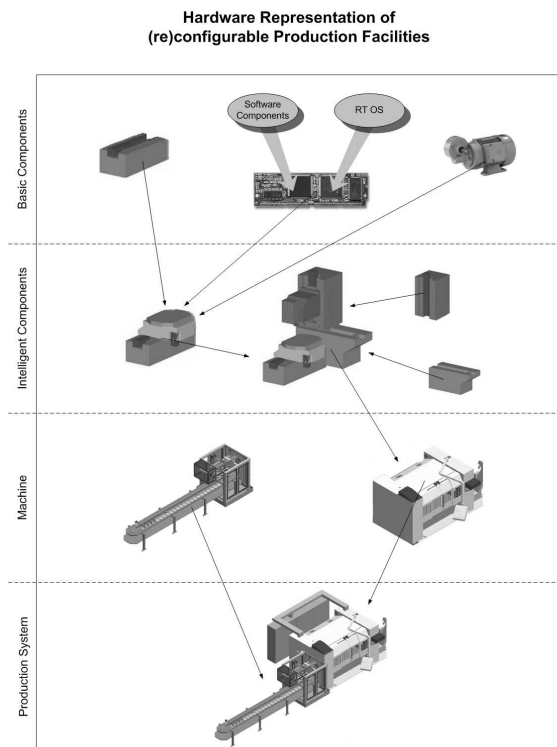 Hardware Representation of
(re)configurable Production Facilities
Basic Components
Software
Components
RT OS
Intelligent Components
Machine
Production System